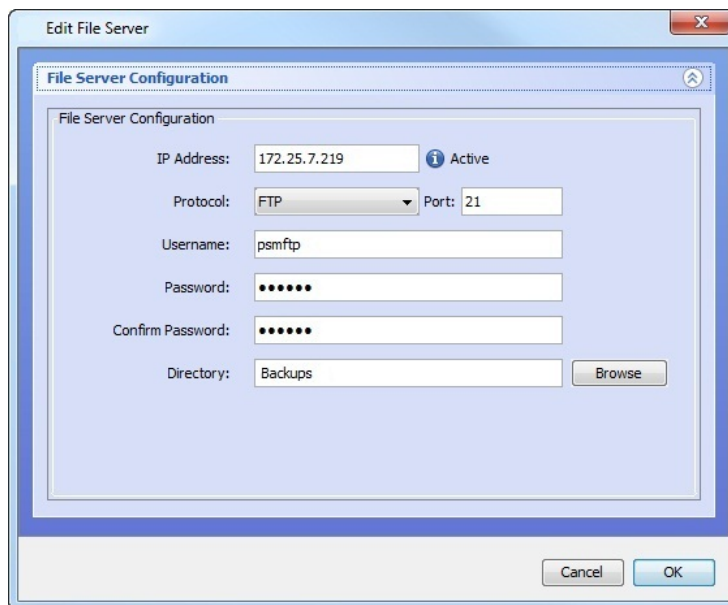 Edit File Server
File Server Configuration
File Server Configuration
IP Address: 172.25.7.219 Active
Protocol: FTP Port: 21
Username: psmftp
Password: ••••••
Confirm Password: ••••••
Directory: Backups Browse
Cancel OK